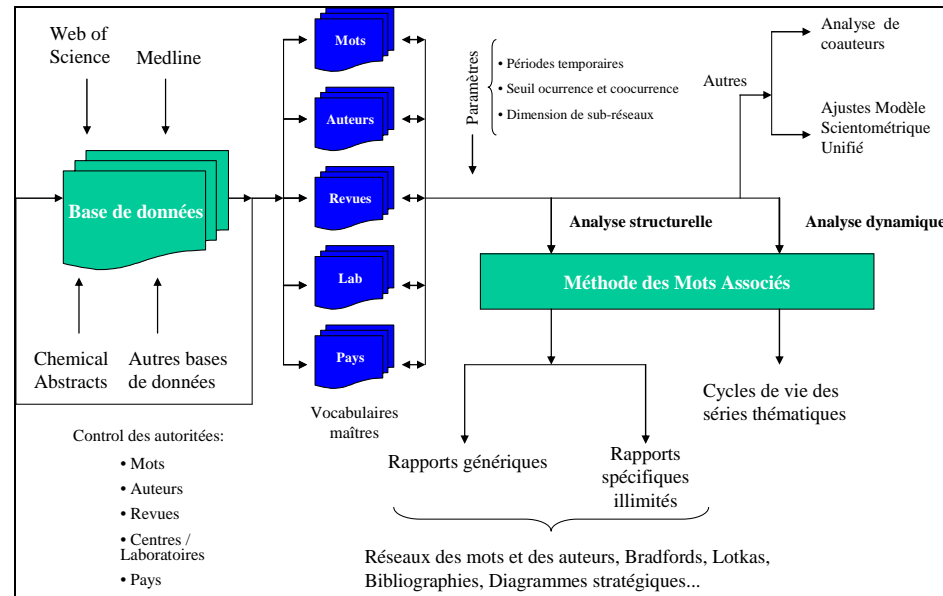 Web of
Science
Medline
Base de données
Chemical
Abstracts
Autres bases
de données
Control des autoritées:
• Mots
• Auteurs
• Revues
• Centres /
Laboratoires
• Pays
Mots
Auteurs
Revues
Lab
Pays
Vocabulaires
maîtres
Paramètres
• Périodes temporaires
• Seuil ocurrence et coocurrence
• Dimension de sub-réseaux
Autres
Analyse de
coauteurs
Ajustes Modèle
Scientométrique
Unifié
Analyse structurelle
Analyse dynamique
Méthode des Mots Associés
Cycles de vie des
séries thématiques
Rapports génériques
Rapports
spécifiques
illimités
Réseaux des mots et des auteurs, Bradfords, Lotkas,
Bibliographies, Diagrammes stratégiques...